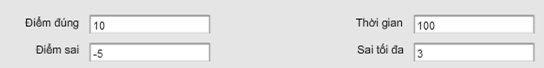 Điểm đúng 10 Thời gian 100
Điểm sai -5 Sai tối đa 3